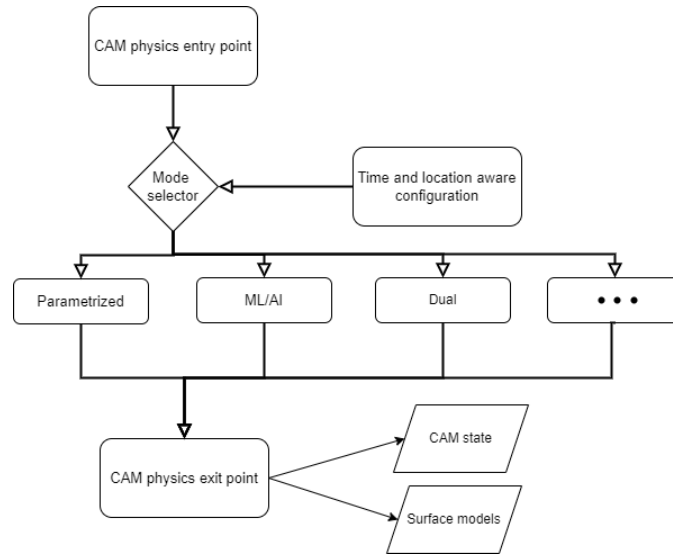 CAM physics entry point
Mode
selector
Time and location aware
configuration
Parametrized
ML/AI
Dual
• • •
CAM physics exit point
CAM state
Surface models